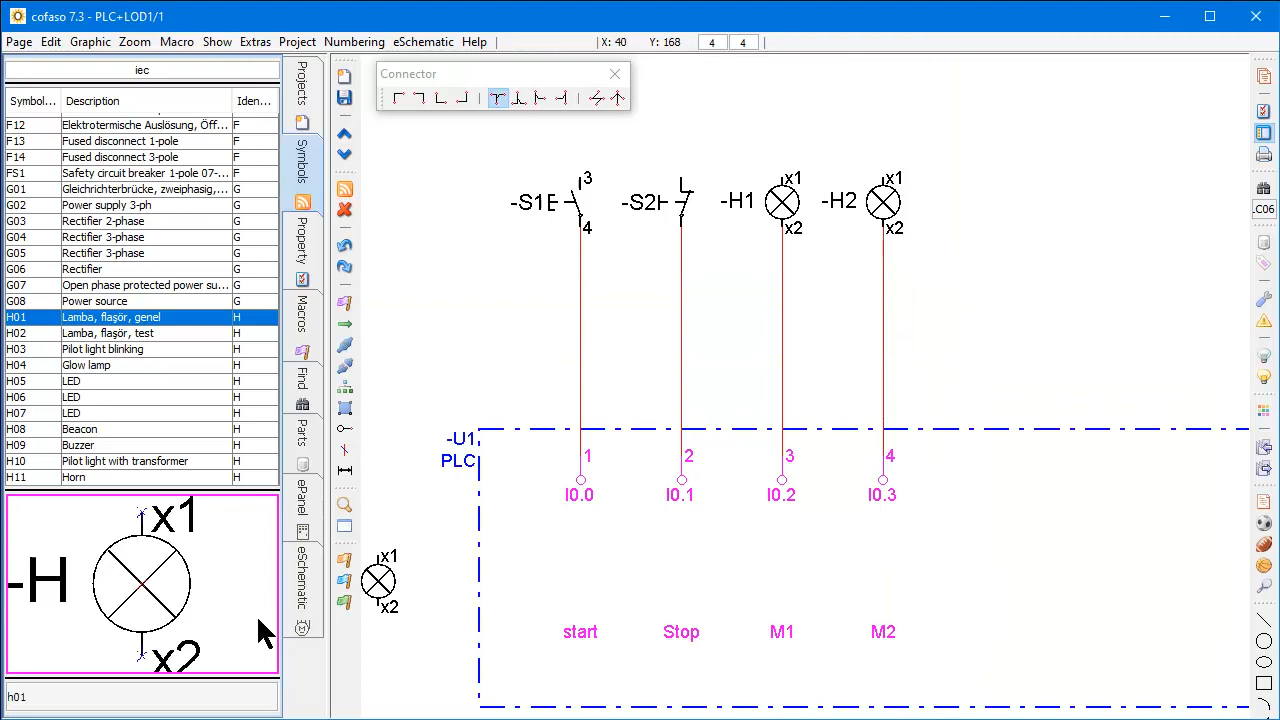 cofaso 7.3 - PLC+LOD1/1
Page Edit Graphic Zoom Macro Show Extras Project Numbering eSchematic Help X: 40 Y: 168 4 4
iec
Symbol... Description Iden...
F12 Elektrotermische Auslösung, Öff... F
F13 Fused disconnect 1-pole F
F14 Fused disconnect 3-pole F
FS1 Safety circuit breaker 1-pole 07-... F
G01 Gleichrichterbrücke, zweiphasig,... G
G02 Power supply 3-ph G
G03 Rectifier 2-phase G
G04 Rectifier 3-phase G
G05 Rectifier 3-phase G
G06 Rectifier G
G07 Open phase protected power su... G
G08 Power source G
H01 Lamba, flaşör, genel H
H02 Lamba, flaşör, test H
H03 Pilot light blinking H
H04 Glow lamp H
H05 LED H
H06 LED H
H07 LED H
H08 Beacon H
H09 Buzzer H
H10 Pilot light with transformer H
H11 Horn H
x1
-H
x2
h01
Projects
Symbols
Property
Macros
Find
Parts
ePanel
eSchematic
Connector
3 x1 x1
-S1 -S2 -H1 -H2
4 x2 x2
-U1
PLC
1 2 3 4
I0.0 I0.1 I0.2 I0.3
x1
x2
start Stop M1 M2
.C06